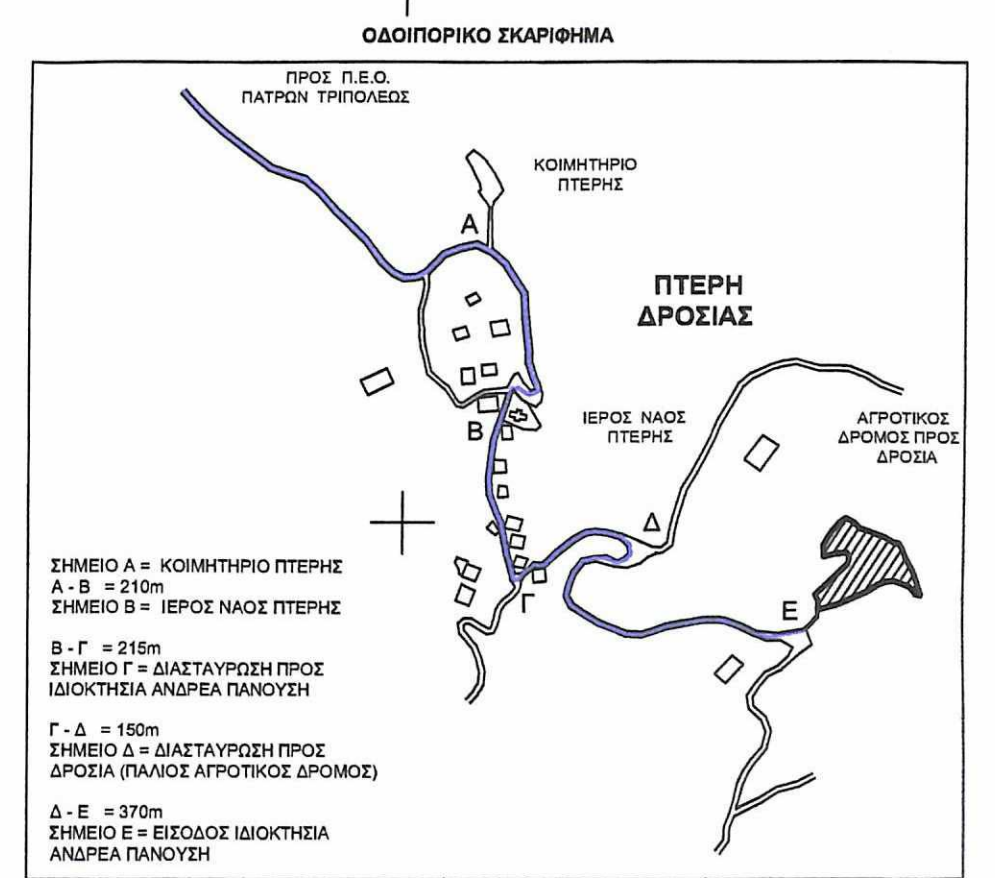 ΟΔΟΙΠΟΡΙΚΟ ΣΚΑΡΙΦΗΜΑ
ΠΡΟΣ Π.Ε.Ο.
ΠΑΤΡΩΝ ΤΡΙΠΟΛΕΩΣ
ΚΟΙΜΗΤΗΡΙΟ
ΠΤΕΡΗΣ
Α
ΠΤΕΡΗ
ΔΡΟΣΙΑΣ
ΙΕΡΟΣ ΝΑΟΣ
ΠΤΕΡΗΣ
ΑΓΡΟΤΙΚΟΣ
ΔΡΟΜΟΣ ΠΡΟΣ
ΔΡΟΣΙΑ
Β
Δ
Γ
Ε
ΣΗΜΕΙΟ Α = ΚΟΙΜΗΤΗΡΙΟ ΠΤΕΡΗΣ
Α - Β = 210m
ΣΗΜΕΙΟ Β = ΙΕΡΟΣ ΝΑΟΣ ΠΤΕΡΗΣ
Β - Γ = 215m
ΣΗΜΕΙΟ Γ = ΔΙΑΣΤΑΥΡΩΣΗ ΠΡΟΣ
ΙΔΙΟΚΤΗΣΙΑ ΑΝΔΡΕΑ ΠΑΝΟΥΣΗ
Γ - Δ = 150m
ΣΗΜΕΙΟ Δ = ΔΙΑΣΤΑΥΡΩΣΗ ΠΡΟΣ
ΔΡΟΣΙΑ (ΠΑΛΙΟΣ ΑΓΡΟΤΙΚΟΣ ΔΡΟΜΟΣ)
Δ - Ε = 370m
ΣΗΜΕΙΟ Ε = ΕΙΣΟΔΟΣ ΙΔΙΟΚΤΗΣΙΑ
ΑΝΔΡΕΑ ΠΑΝΟΥΣΗ